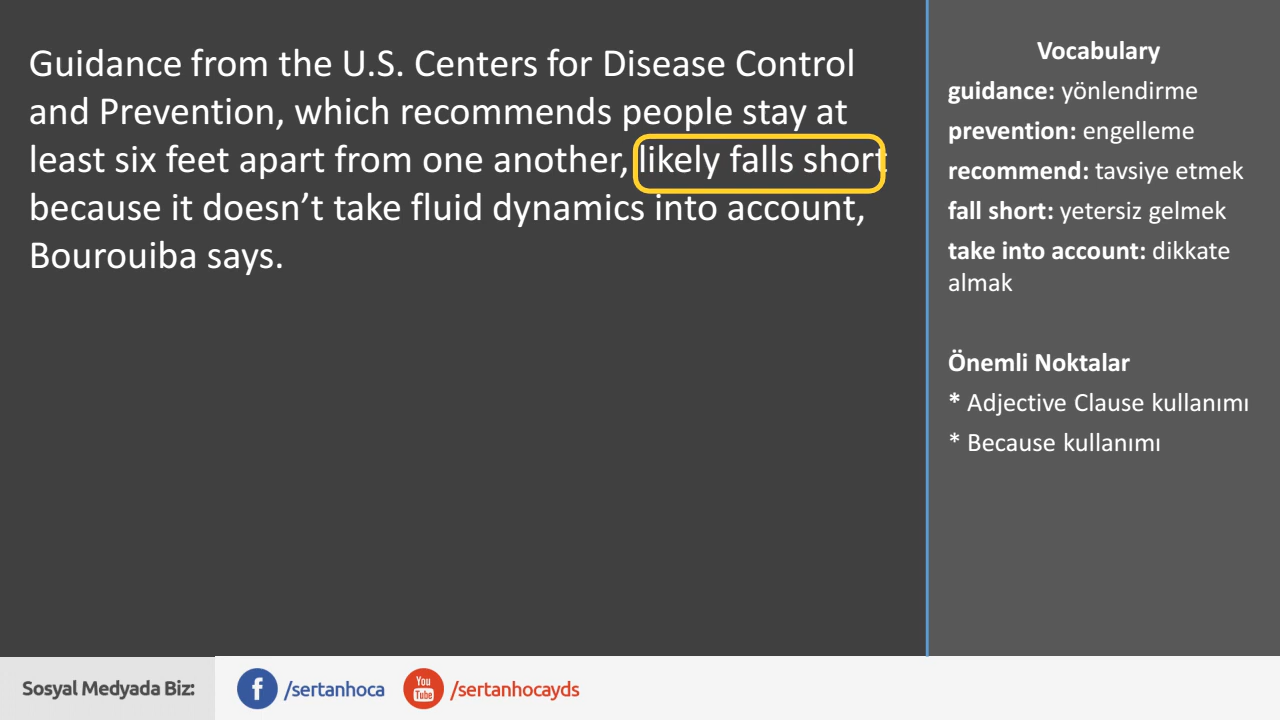 Guidance from the U.S. Centers for Disease Control
and Prevention, which recommends people stay at
least six feet apart from one another, likely falls short
because it doesn’t take fluid dynamics into account,
Bourouiba says.
Vocabulary
guidance: yönlendirme
prevention: engelleme
recommend: tavsiye etmek
fall short: yetersiz gelmek
take into account: dikkate
almak
Önemli Noktalar
* Adjective Clause kullanımı
* Because kullanımı
Sosyal Medyada Biz:
f /sertanhoca
You
Tube
/sertanhocayds